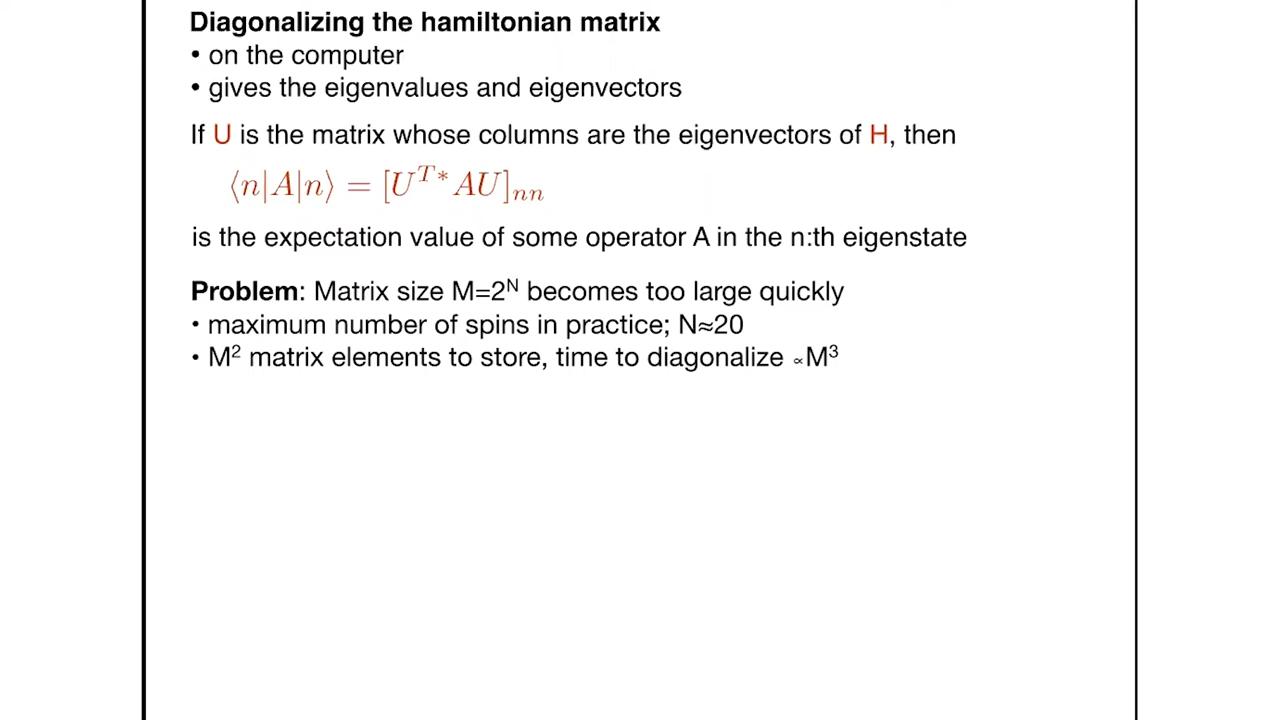 Diagonalizing the hamiltonian matrix
• on the computer
• gives the eigenvalues and eigenvectors
If U is the matrix whose columns are the eigenvectors of H, then
⟨n|A|n⟩ = [U^{T*}AU]_{nn}
is the expectation value of some operator A in the n:th eigenstate
Problem: Matrix size M=2^N becomes too large quickly
• maximum number of spins in practice; N≈20
• M² matrix elements to store, time to diagonalize ∝M³